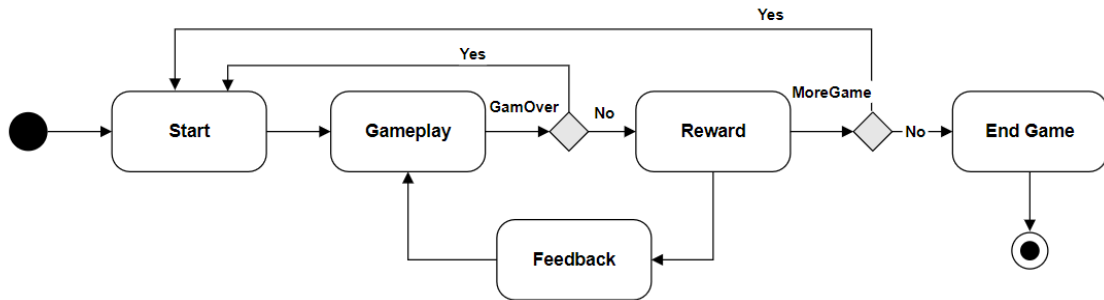 Yes
Yes
Start
Gameplay
GamOver
No
Reward
MoreGame
No
End Game
Feedback